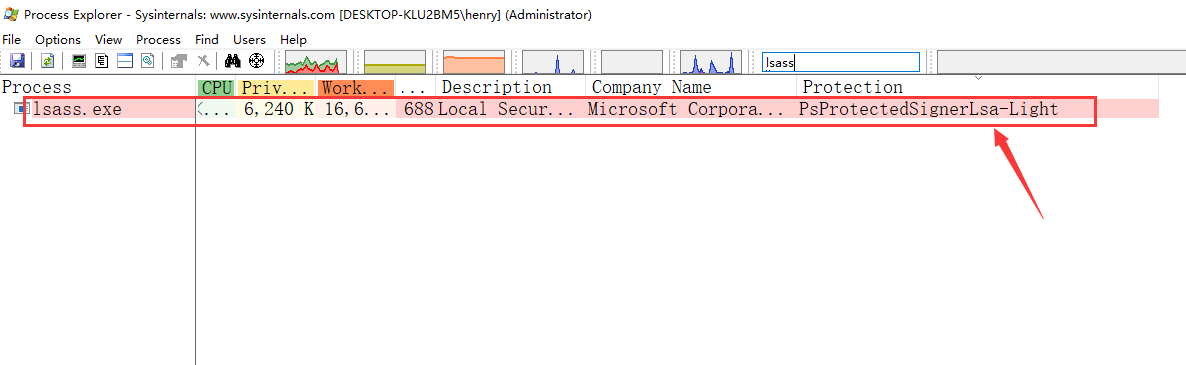 Process Explorer - Sysinternals: www.sysinternals.com [DESKTOP-KLU2BM5\henry] (Administrator)
File Options View Process Find Users Help
lsass
Process CPU Priv... Work... ... Description Company Name Protection
lsass.exe <... 6,240 K 16,6... 688 Local Secur... Microsoft Corpora... PsProtectedSignerLsa-Light